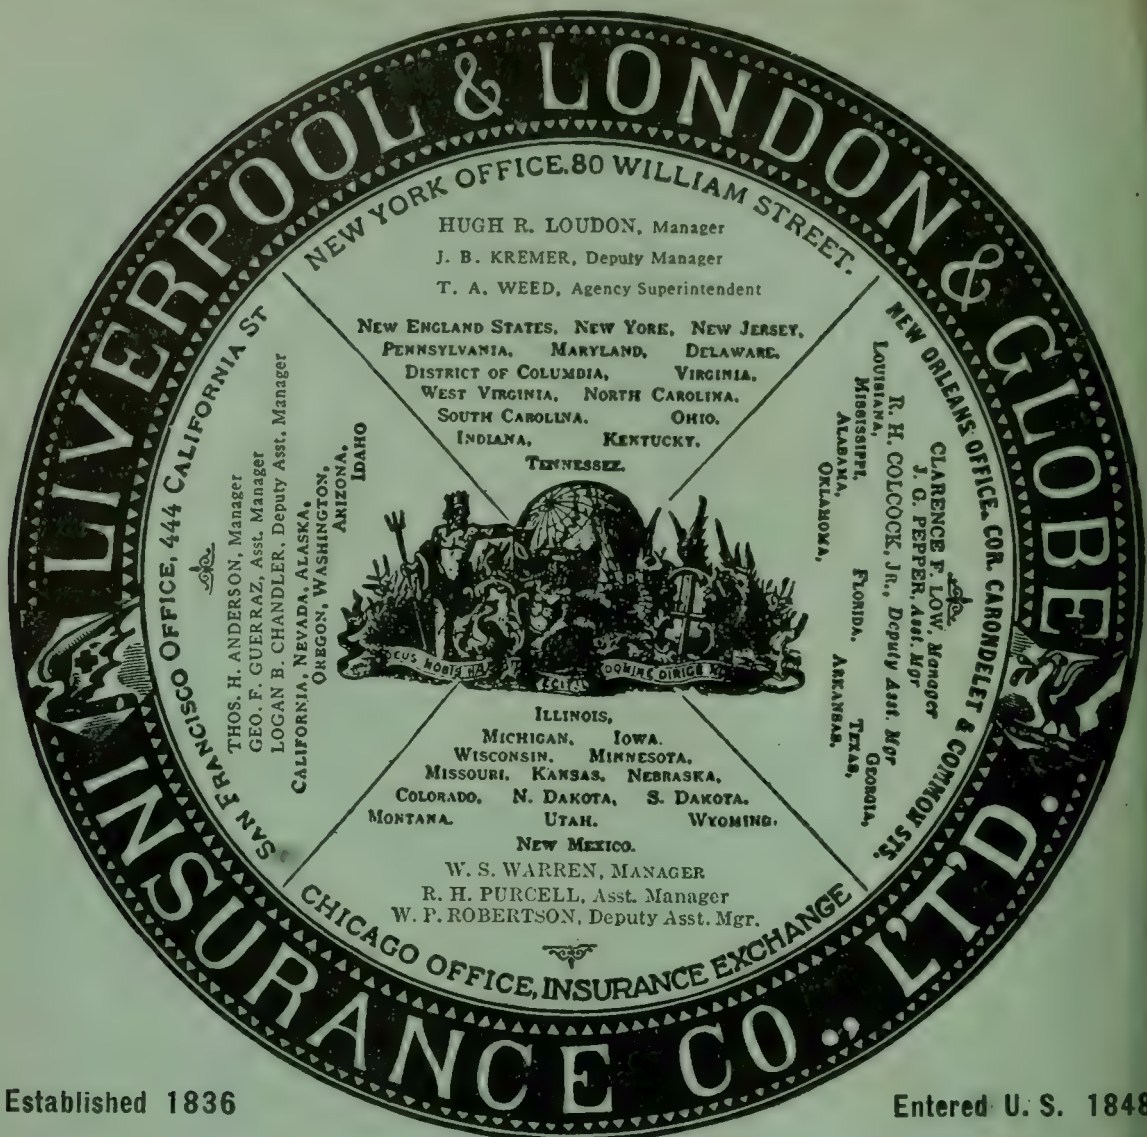 LIVERPOOL & LONDON & GLOBE
INSURANCE CO., L'T'D.
NEW YORK OFFICE. 80 WILLIAM STREET.
HUGH R. LOUDON, Manager
J. B. KREMER, Deputy Manager
T. A. WEED, Agency Superintendent
NEW ENGLAND STATES, NEW YORK, NEW JERSEY,
PENNSYLVANIA, MARYLAND, DELAWARE,
DISTRICT OF COLUMBIA, VIRGINIA,
WEST VIRGINIA, NORTH CAROLINA,
SOUTH CAROLINA, OHIO,
INDIANA, KENTUCKY,
TENNESSEE,
NEW ORLEANS OFFICE, COR. CARONDELET & COMMON STS.
CLARENCE F. LOW, Manager
J. G. PEPPER, Asst. Mgr
R. H. COLCOCK, JR., Deputy Asst. Mgr
LOUISIANA, GEORGIA,
MISSISSIPPI, FLORIDA, TEXAS,
ALABAMA, ARKANSAS,
OKLAHOMA,
SAN FRANCISCO OFFICE, 444 CALIFORNIA ST
THOS. H. ANDERSON, Manager
GEO. F. GUERRAZ, Asst. Manager
LOGAN B. CHANDLER, Deputy Asst. Manager
CALIFORNIA, NEVADA, ALASKA,
OREGON, WASHINGTON,
ARIZONA,
IDAHO
DEUS NOBIS HÆC
FECIT
DOMINE DIRIGE
ILLINOIS,
MICHIGAN, IOWA.
WISCONSIN, MINNESOTA,
MISSOURI, KANSAS, NEBRASKA,
COLORADO, N. DAKOTA, S. DAKOTA.
MONTANA. UTAH. WYOMING.
NEW MEXICO.
W. S. WARREN, MANAGER
R. H. PURCELL, Asst. Manager
W. P. ROBERTSON, Deputy Asst. Mgr.
CHICAGO OFFICE, INSURANCE EXCHANGE
Established 1836
Entered U. S. 1848